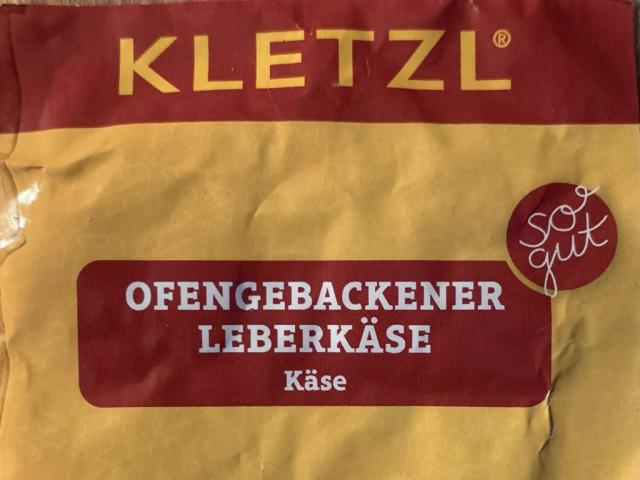 KLETZL®
so
gut
OFENGEBACKENER
LEBERKÄSE
Käse